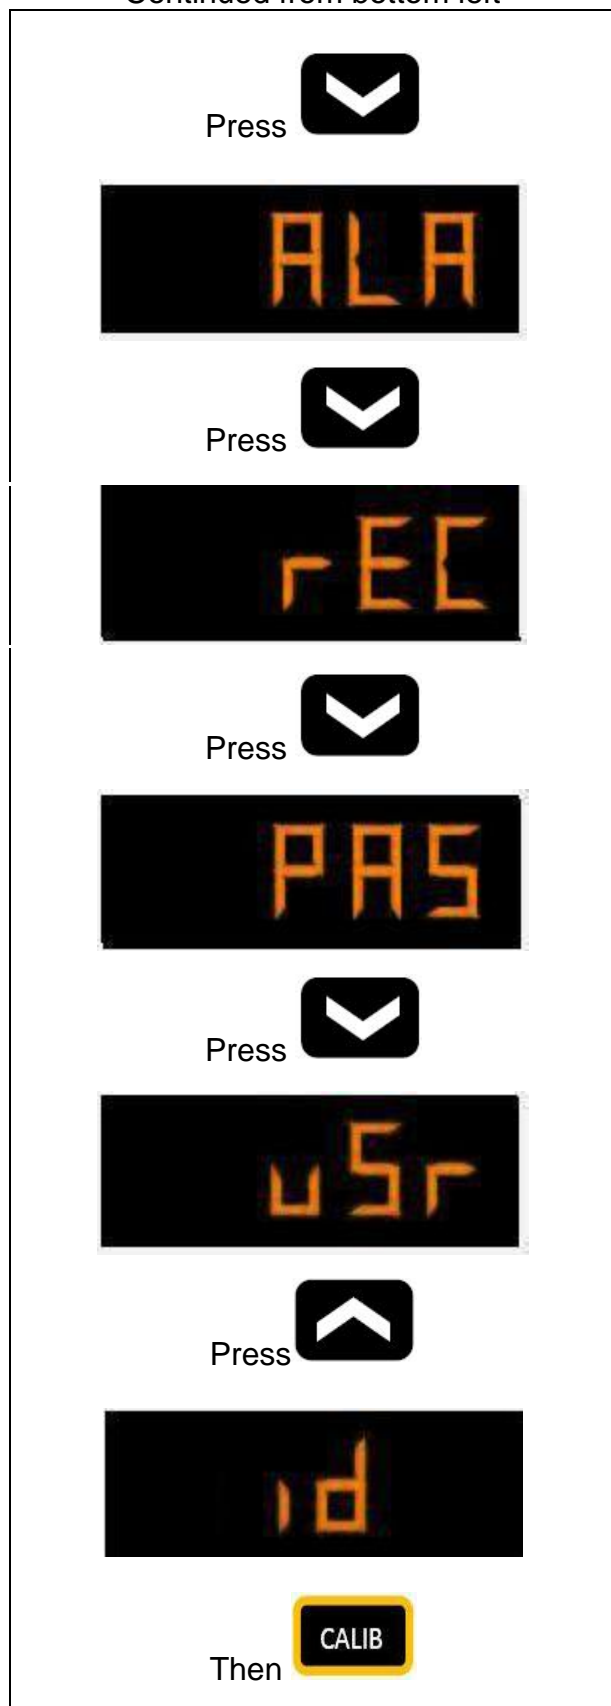 Continued from bottom left
Press
ALA
Press
rEC
Press
PAS
Press
uSr
Press
id
Then CALIB